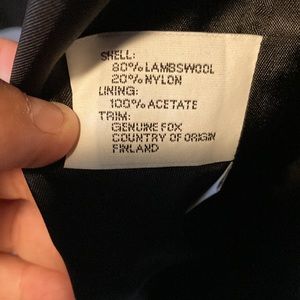 SHELL:
80% LAMBSWOOL
20% NYLON
LINING:
100% ACETATE
TRIM:
GENUINE FOX
COUNTRY OF ORIGIN
FINLAND